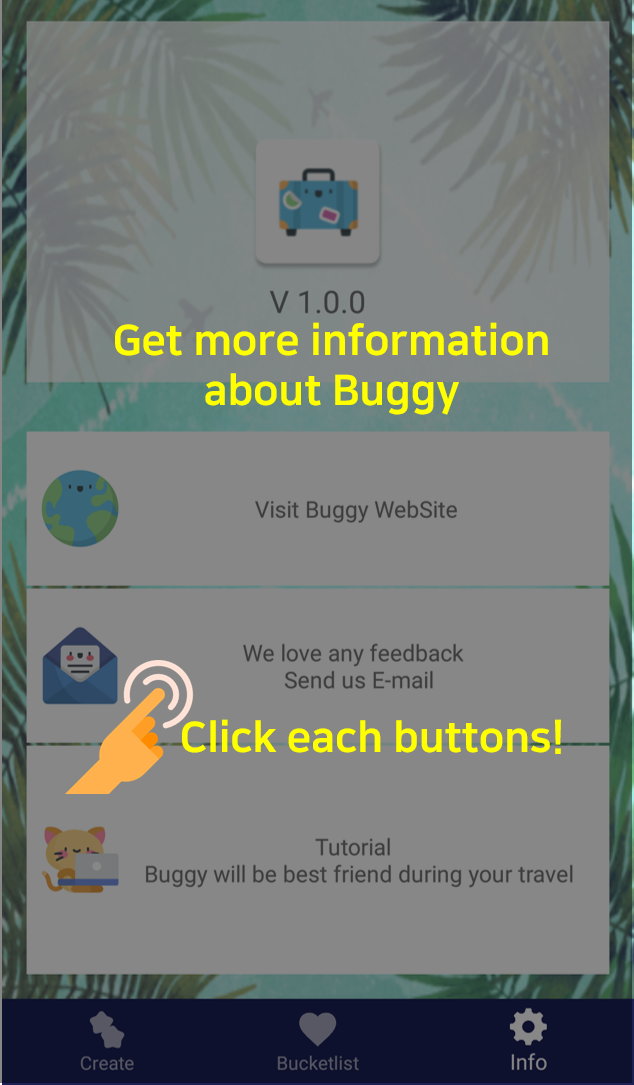 V 1.0.0
Get more information
about Buggy
Visit Buggy WebSite
We love any feedback
Send us E-mail
Click each buttons!
Tutorial
Buggy will be best friend during your travel
Create
Bucketlist
Info